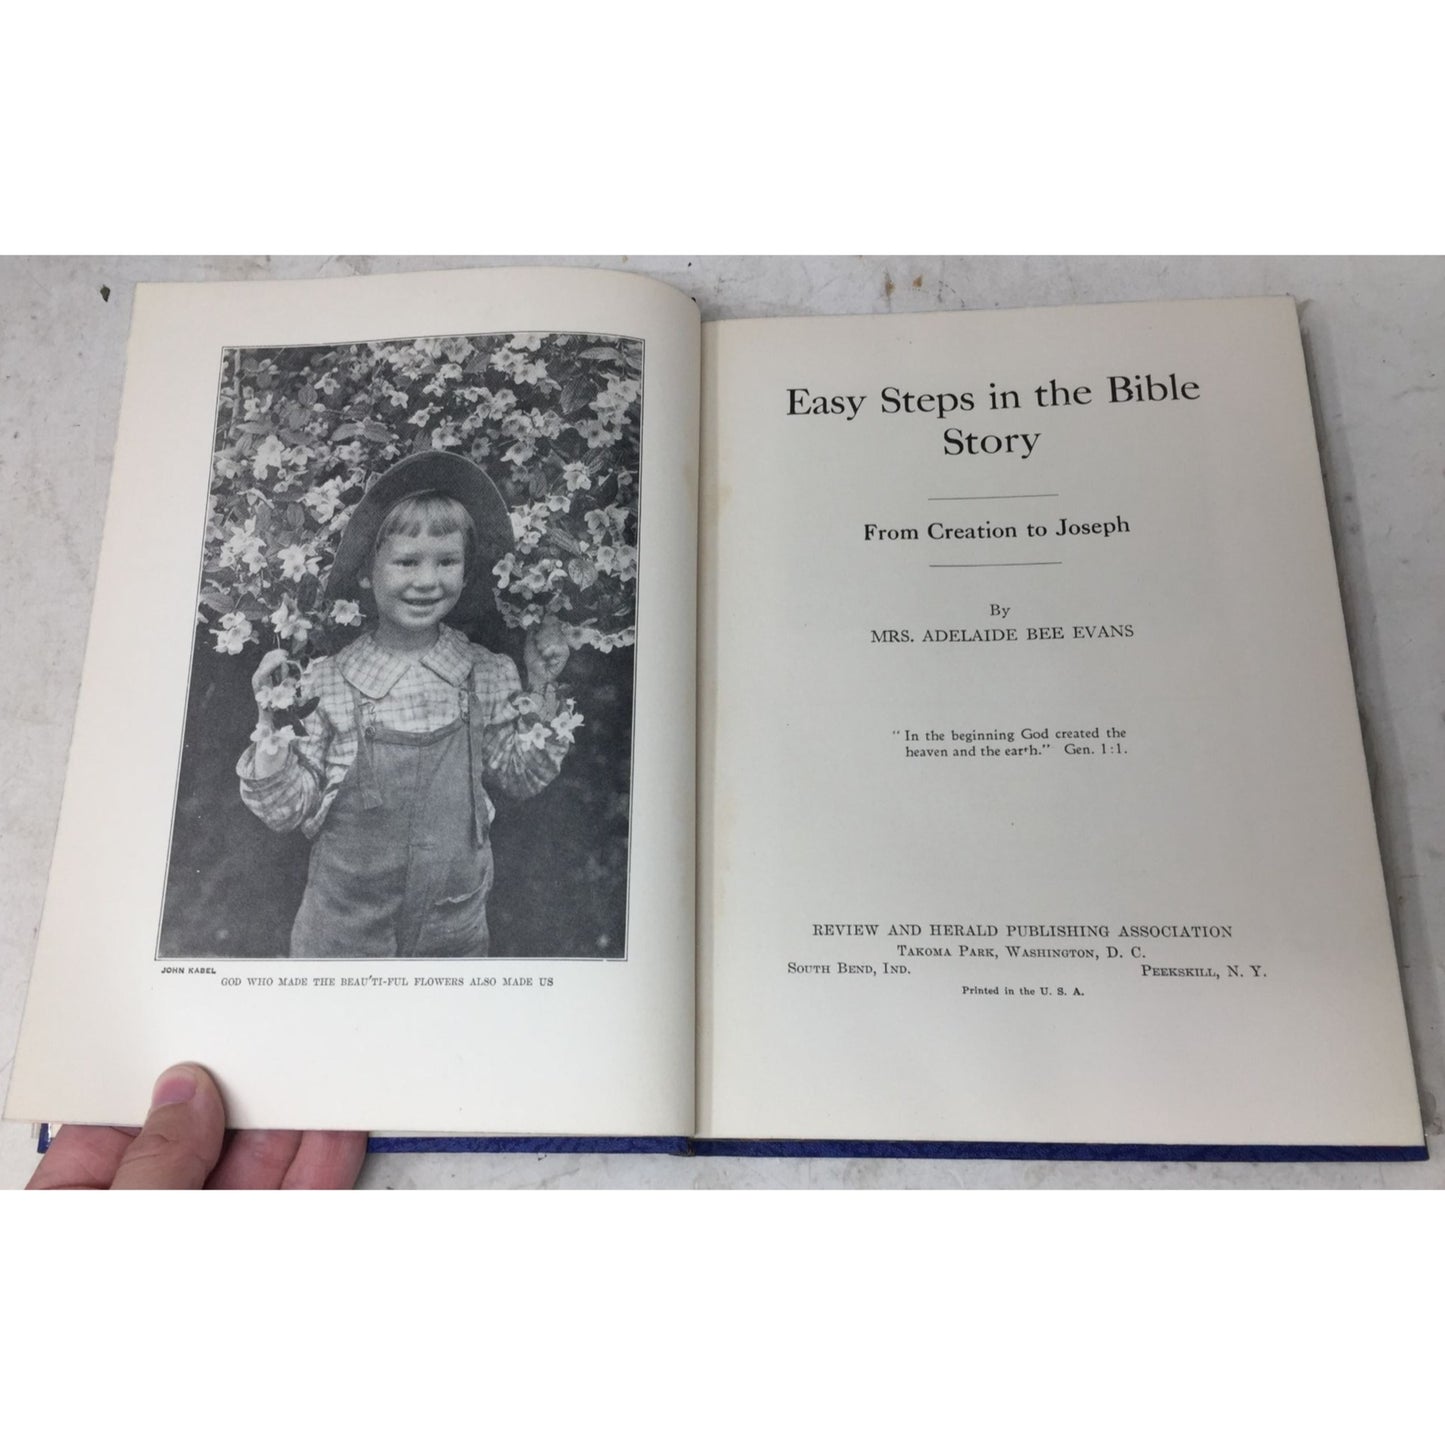 JOHN KABEL
GOD WHO MADE THE BEAU′TI-FUL FLOWERS ALSO MADE US
Easy Steps in the Bible
Story
From Creation to Joseph
By
MRS. ADELAIDE BEE EVANS
“In the beginning God created the
heaven and the earth.” Gen. 1:1.
REVIEW AND HERALD PUBLISHING ASSOCIATION
TAKOMA PARK, WASHINGTON, D. C.
SOUTH BEND, IND. PEEKSKILL, N. Y.
Printed in the U. S. A.